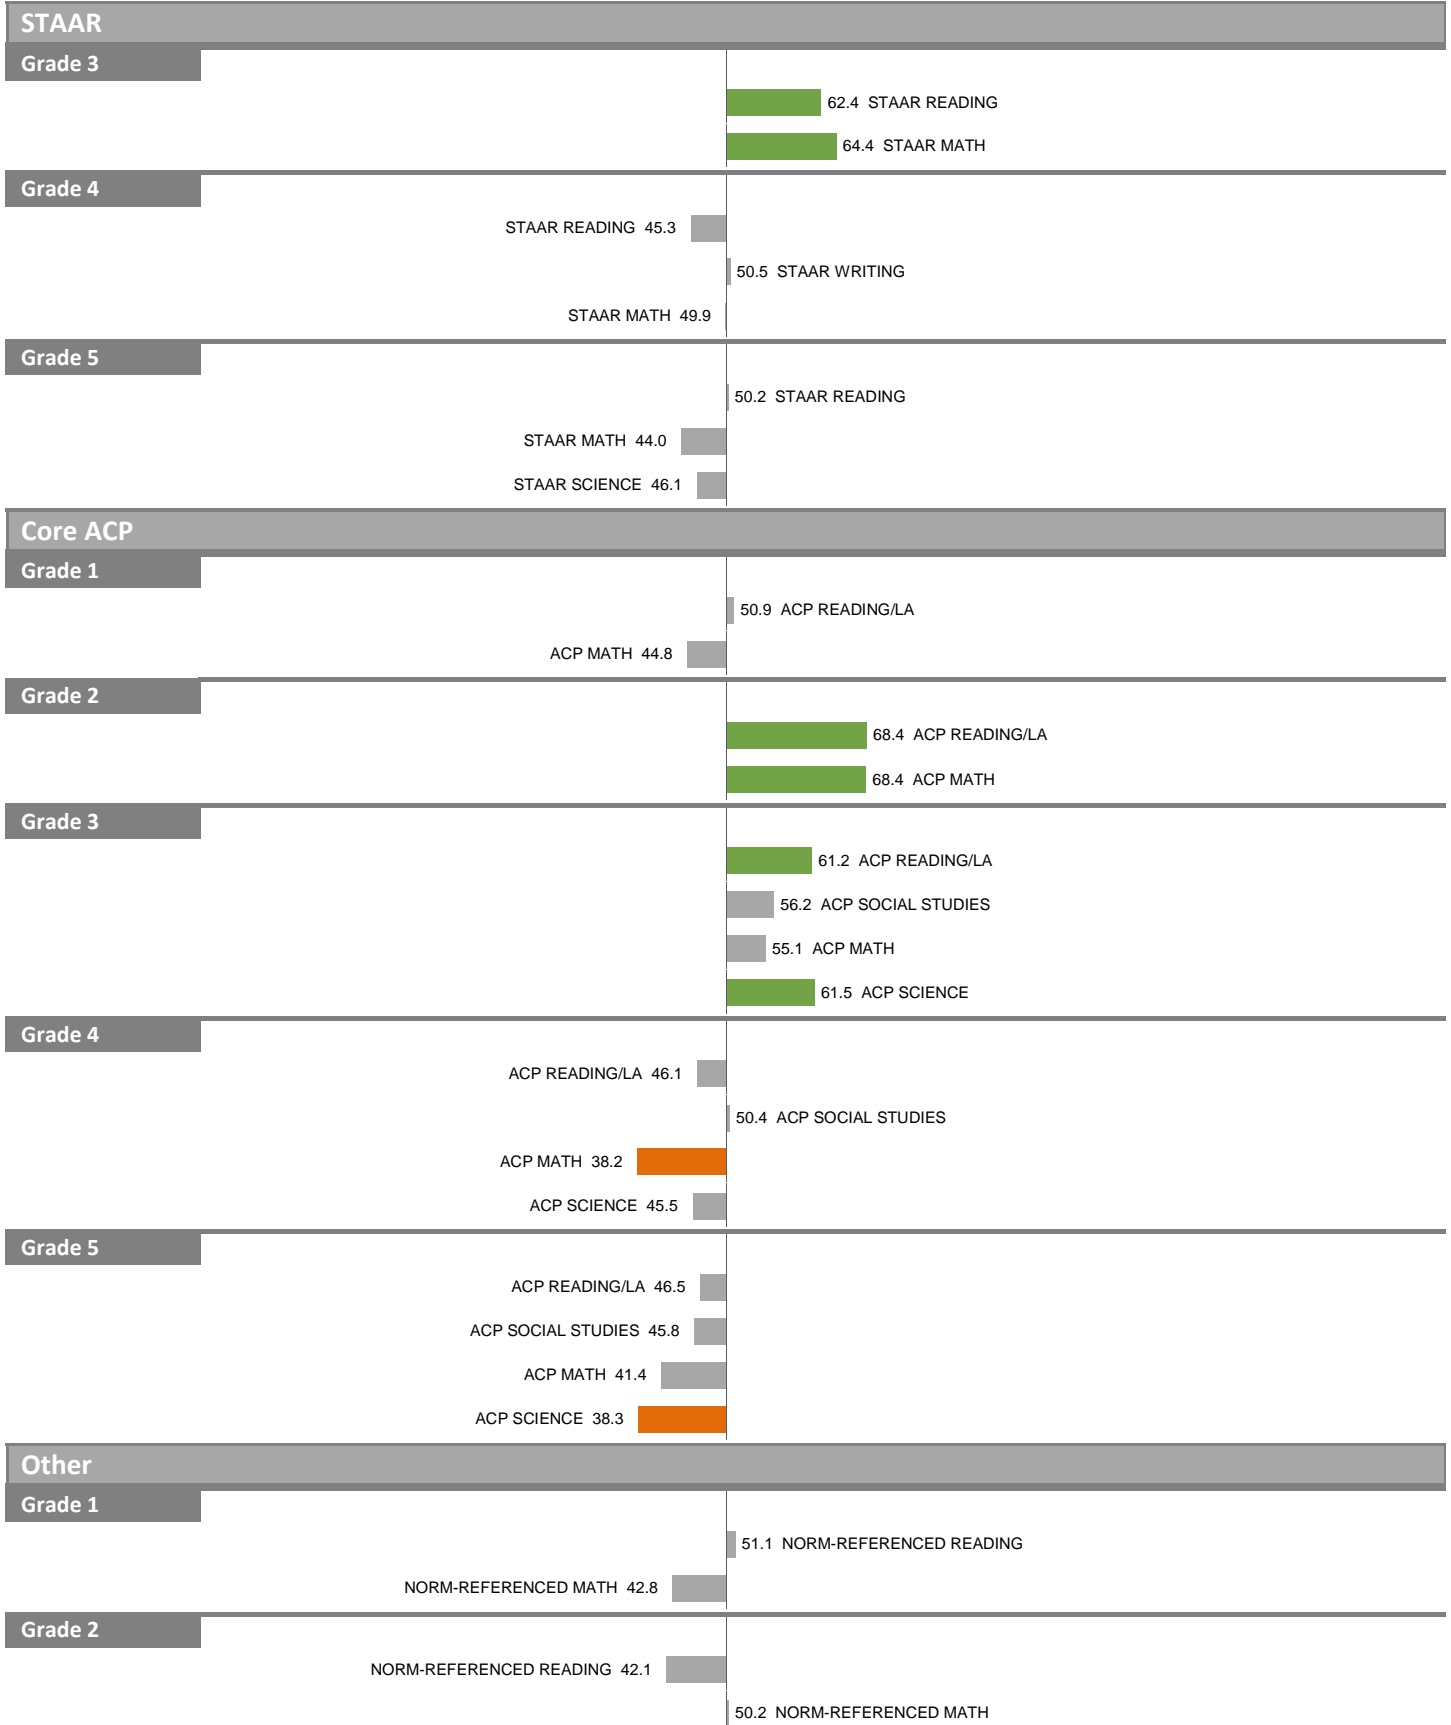 STAAR
Grade 3
62.4 STAAR READING
64.4 STAAR MATH
Grade 4
STAAR READING 45.3
50.5 STAAR WRITING
STAAR MATH 49.9
Grade 5
50.2 STAAR READING
STAAR MATH 44.0
STAAR SCIENCE 46.1
Core ACP
Grade 1
50.9 ACP READING/LA
ACP MATH 44.8
Grade 2
68.4 ACP READING/LA
68.4 ACP MATH
Grade 3
61.2 ACP READING/LA
56.2 ACP SOCIAL STUDIES
55.1 ACP MATH
61.5 ACP SCIENCE
Grade 4
ACP READING/LA 46.1
50.4 ACP SOCIAL STUDIES
ACP MATH 38.2
ACP SCIENCE 45.5
Grade 5
ACP READING/LA 46.5
ACP SOCIAL STUDIES 45.8
ACP MATH 41.4
ACP SCIENCE 38.3
Other
Grade 1
51.1 NORM-REFERENCED READING
NORM-REFERENCED MATH 42.8
Grade 2
NORM-REFERENCED READING 42.1
50.2 NORM-REFERENCED MATH